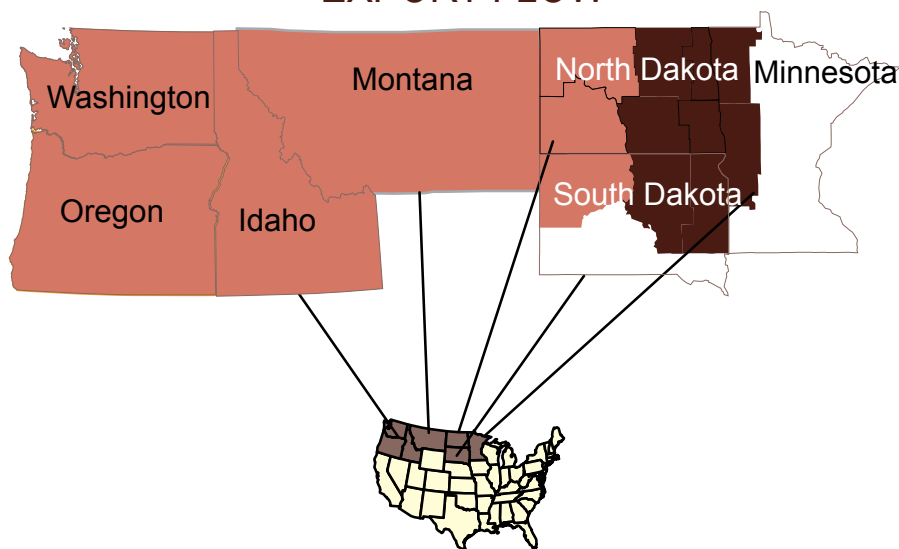 Washington
Montana
North Dakota
Minnesota
Oregon
Idaho
South Dakota